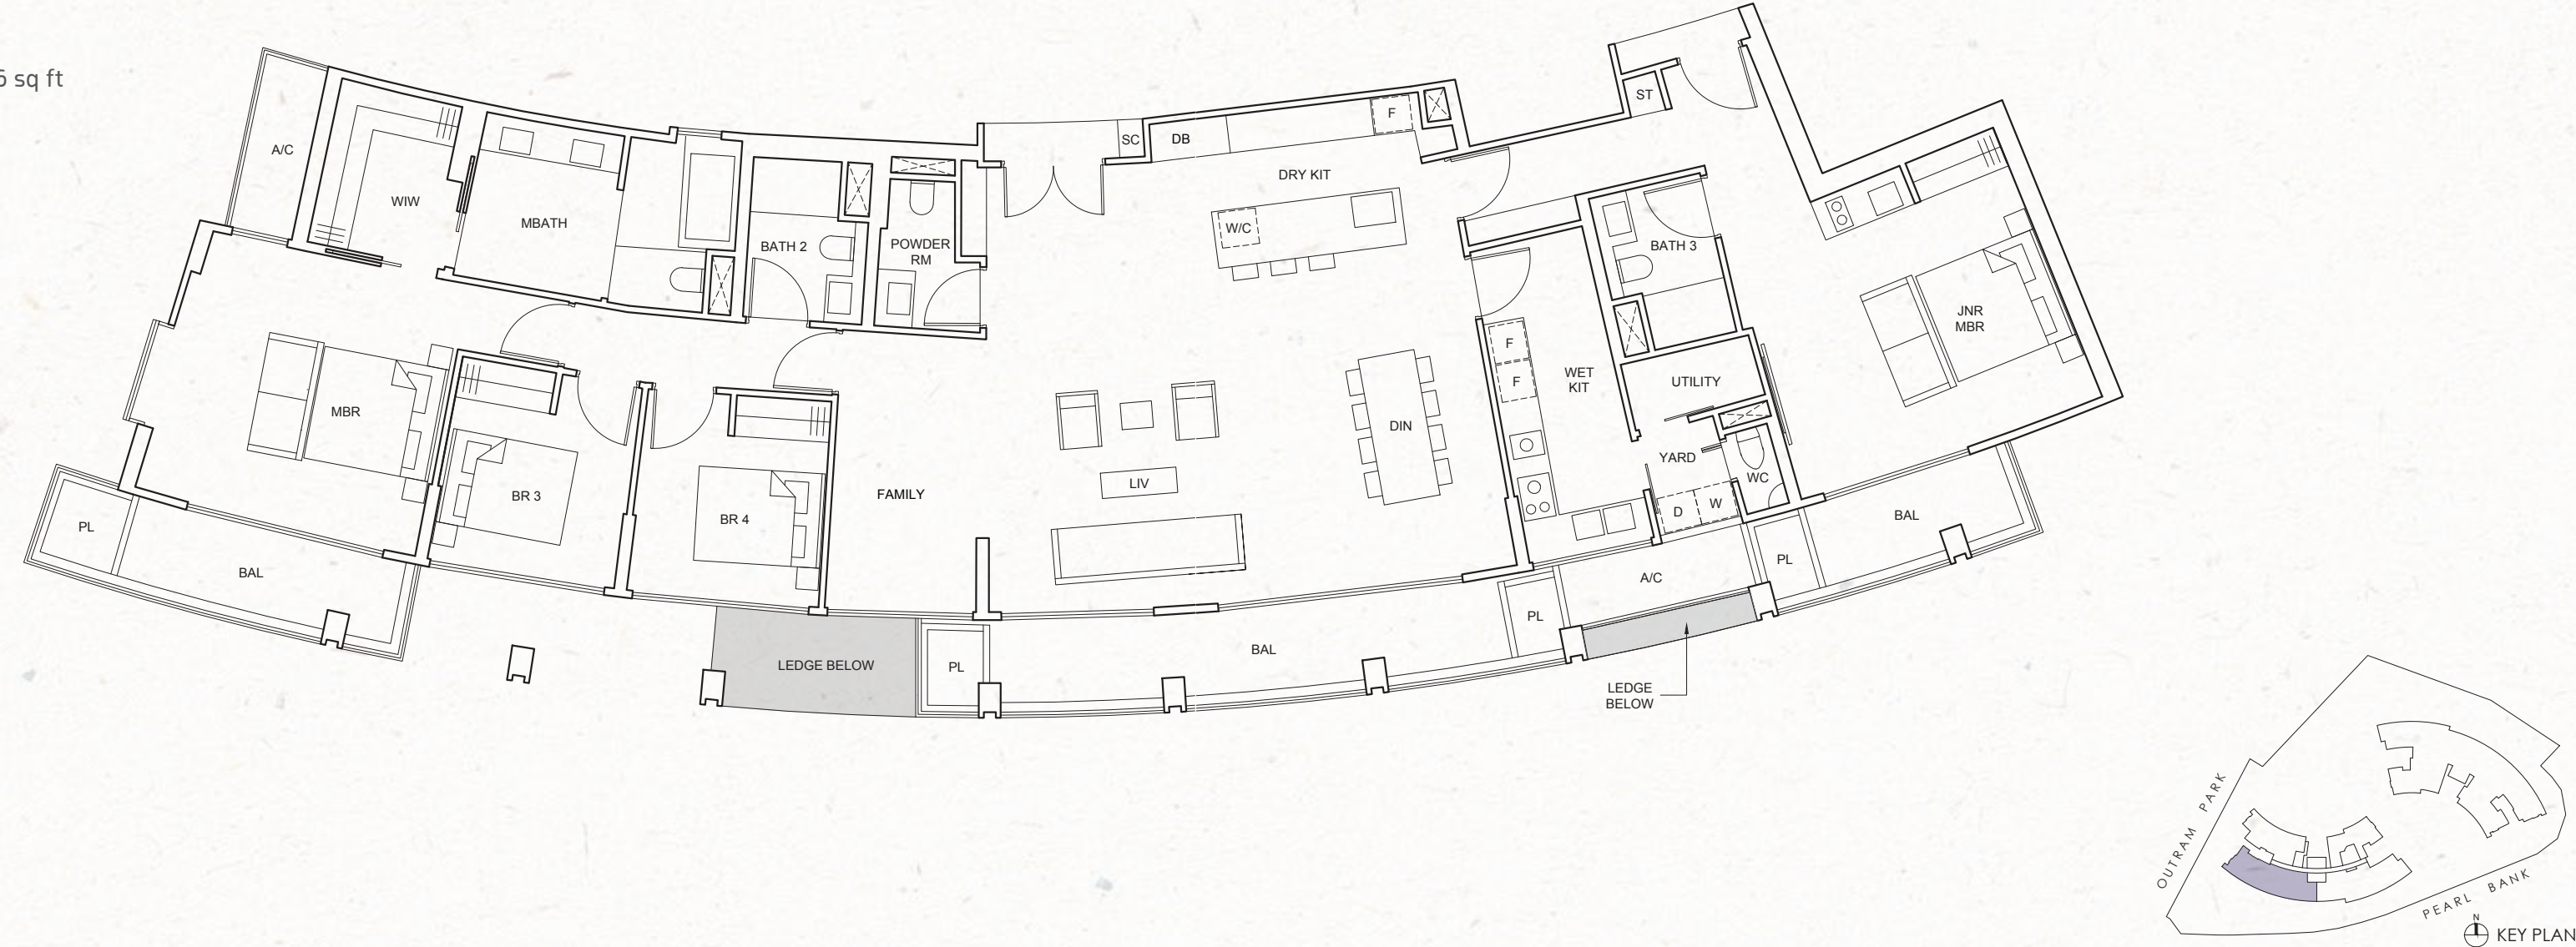 6 sq ft
A/C
WIW
MBATH
BATH 2
POWDER
RM
SC
DB
F
DRY KIT
W/C
ST
BATH 3
JNR
MBR
F
F
WET
KIT
UTILITY
YARD
WC
D
W
DIN
LIV
FAMILY
MBR
BR 3
BR 4
PL
BAL
LEDGE BELOW
PL
BAL
PL
A/C
PL
BAL
LEDGE
BELOW
OUTRAM PARK
PEARL BANK
N
KEY PLAN